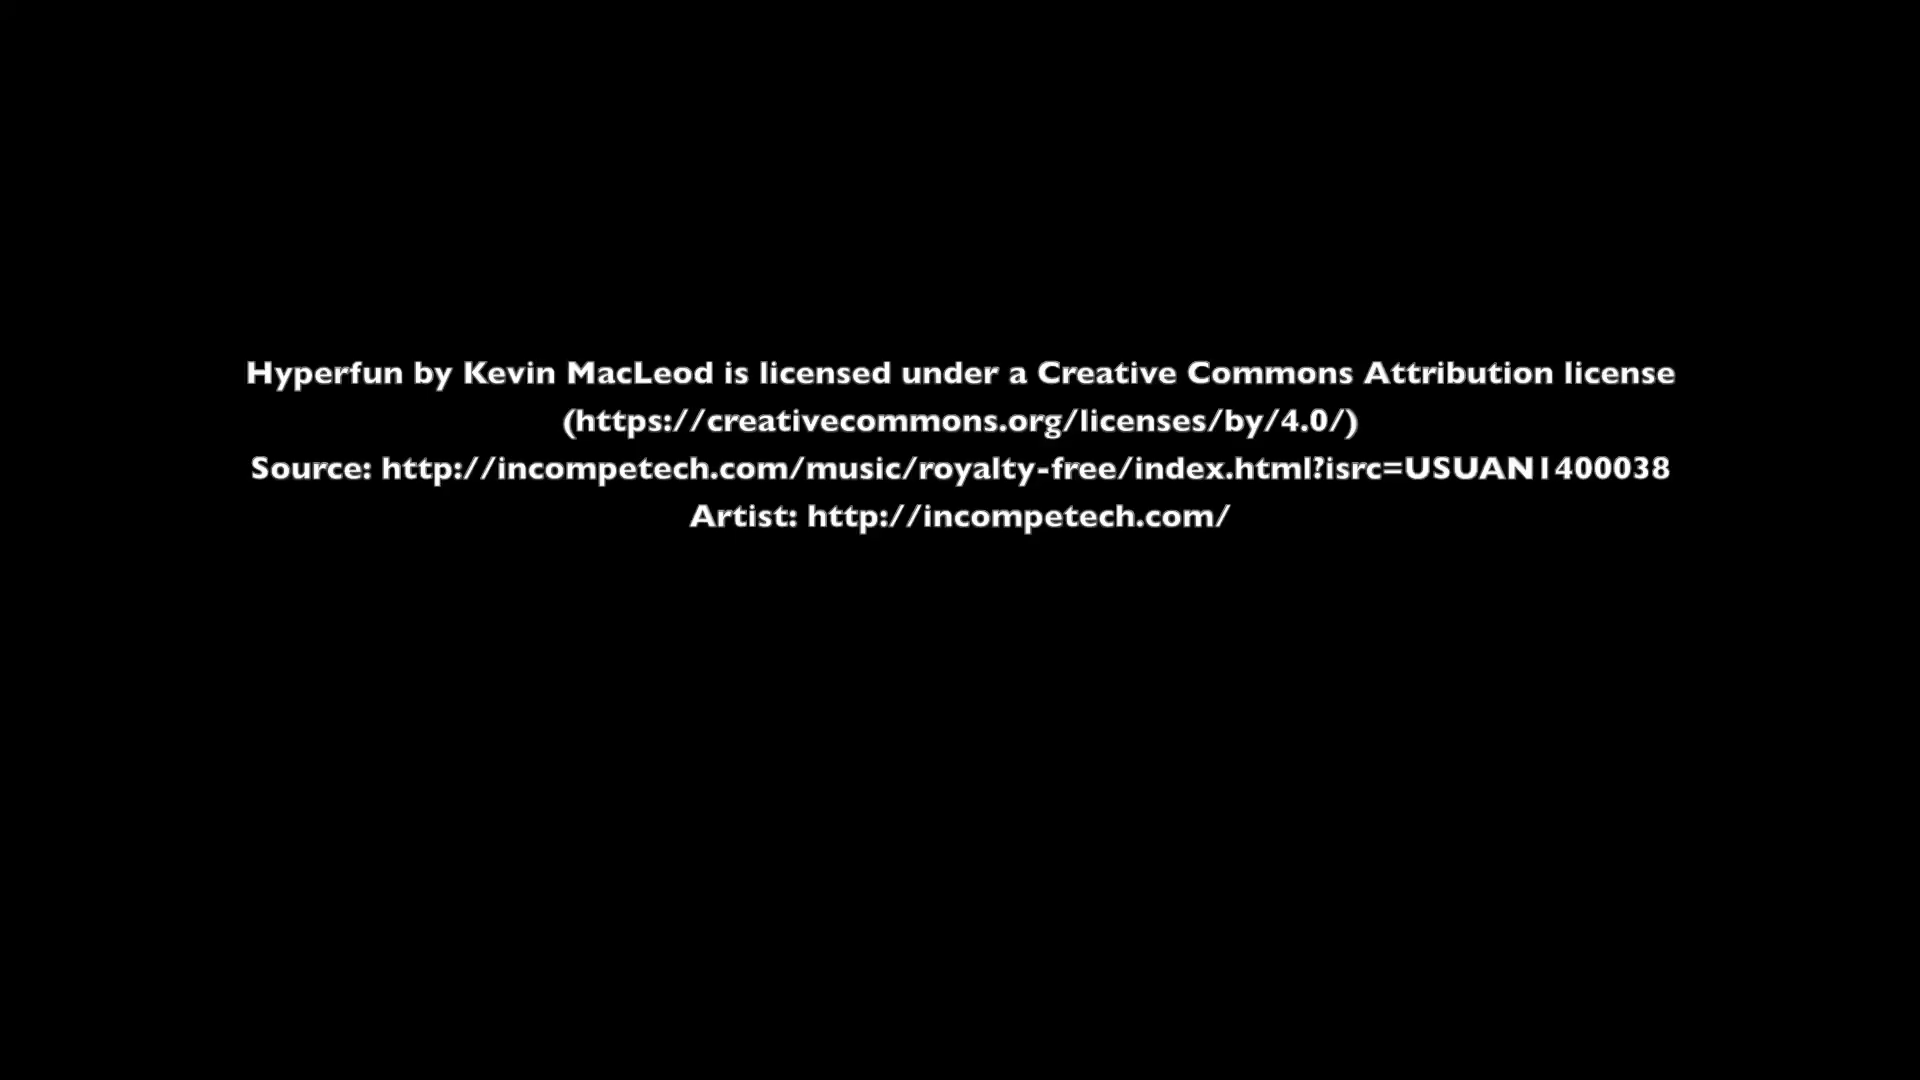 Hyperfun by Kevin MacLeod is licensed under a Creative Commons Attribution license
(https://creativecommons.org/licenses/by/4.0/)
Source: http://incompetech.com/music/royalty-free/index.html?isrc=USUAN1400038
Artist: http://incompetech.com/